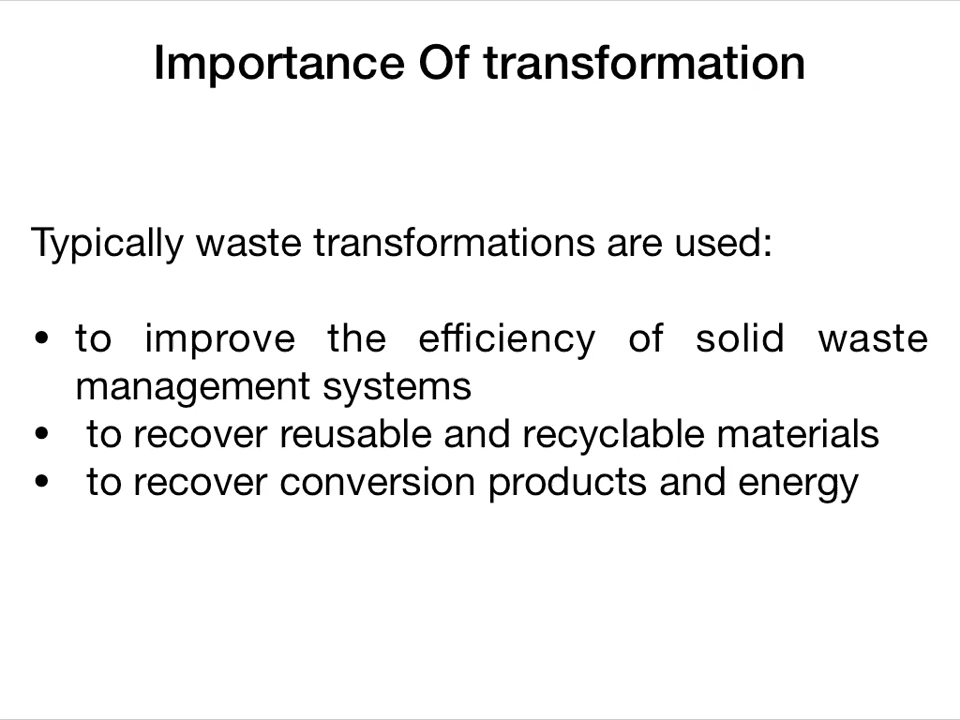 Importance Of transformation
Typically waste transformations are used:
• to improve the efficiency of solid waste
management systems
• to recover reusable and recyclable materials
• to recover conversion products and energy